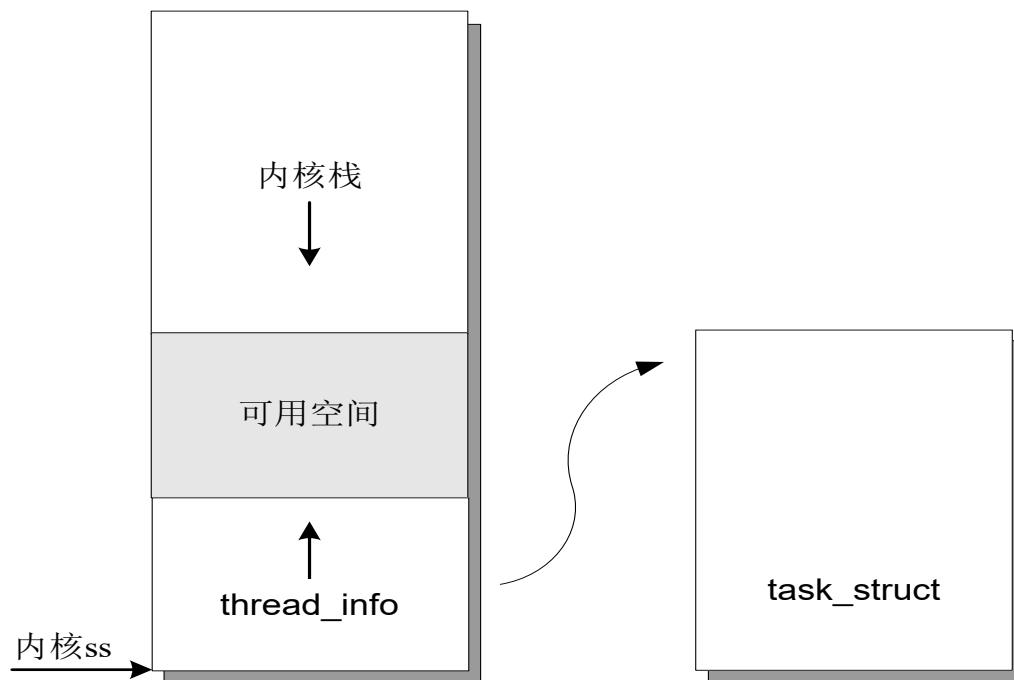 内核栈
可用空间
thread_info
task_struct
内核ss